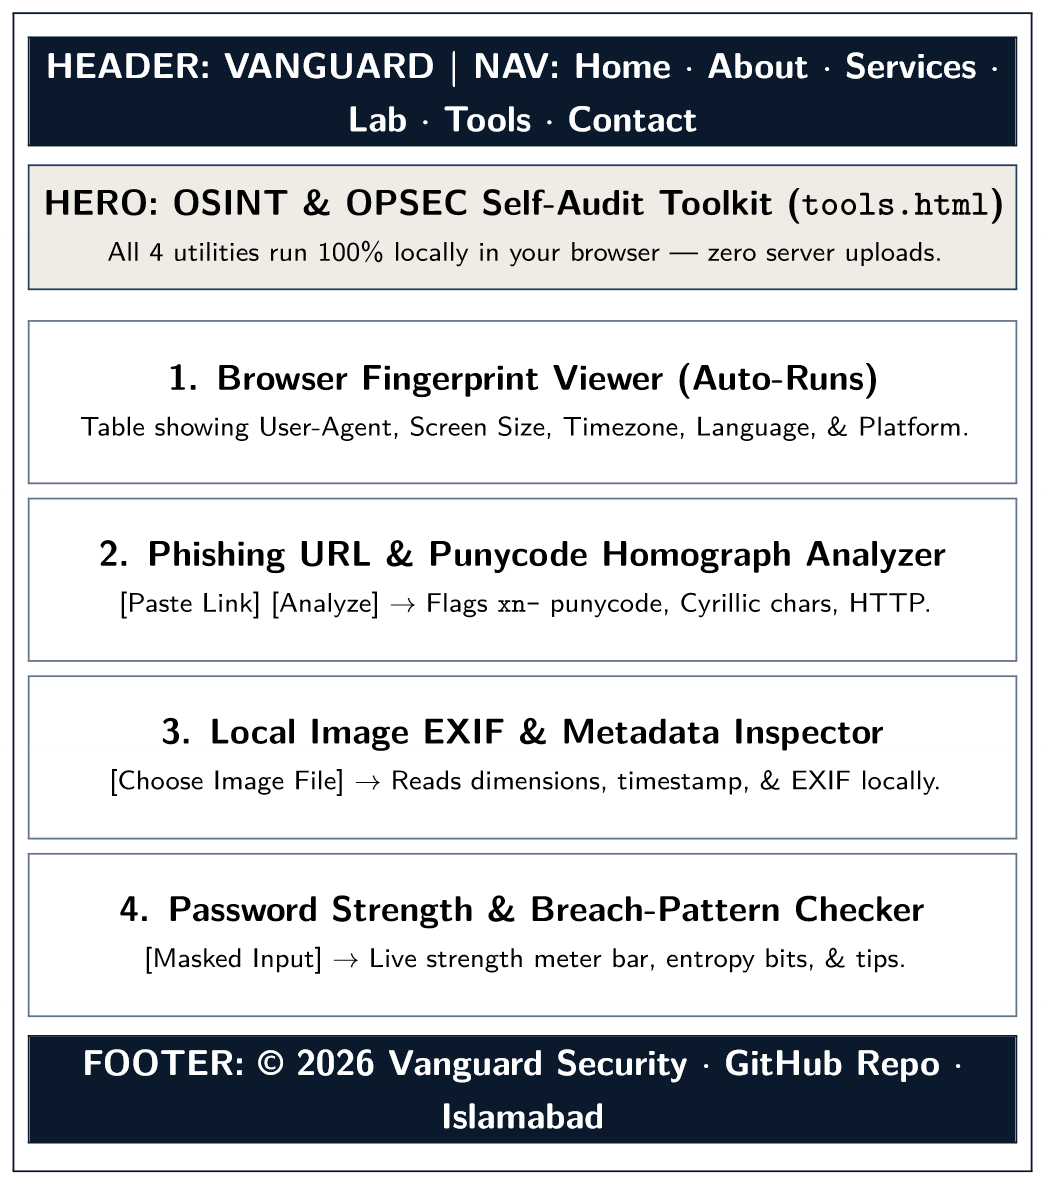 HEADER: VANGUARD | NAV: Home · About · Services ·
Lab · Tools · Contact
HERO: OSINT & OPSEC Self-Audit Toolkit (tools.html)
All 4 utilities run 100% locally in your browser — zero server uploads.
1. Browser Fingerprint Viewer (Auto-Runs)
Table showing User-Agent, Screen Size, Timezone, Language, & Platform.
2. Phishing URL & Punycode Homograph Analyzer
[Paste Link] [Analyze] → Flags xn– punycode, Cyrillic chars, HTTP.
3. Local Image EXIF & Metadata Inspector
[Choose Image File] → Reads dimensions, timestamp, & EXIF locally.
4. Password Strength & Breach-Pattern Checker
[Masked Input] → Live strength meter bar, entropy bits, & tips.
FOOTER: © 2026 Vanguard Security · GitHub Repo ·
Islamabad